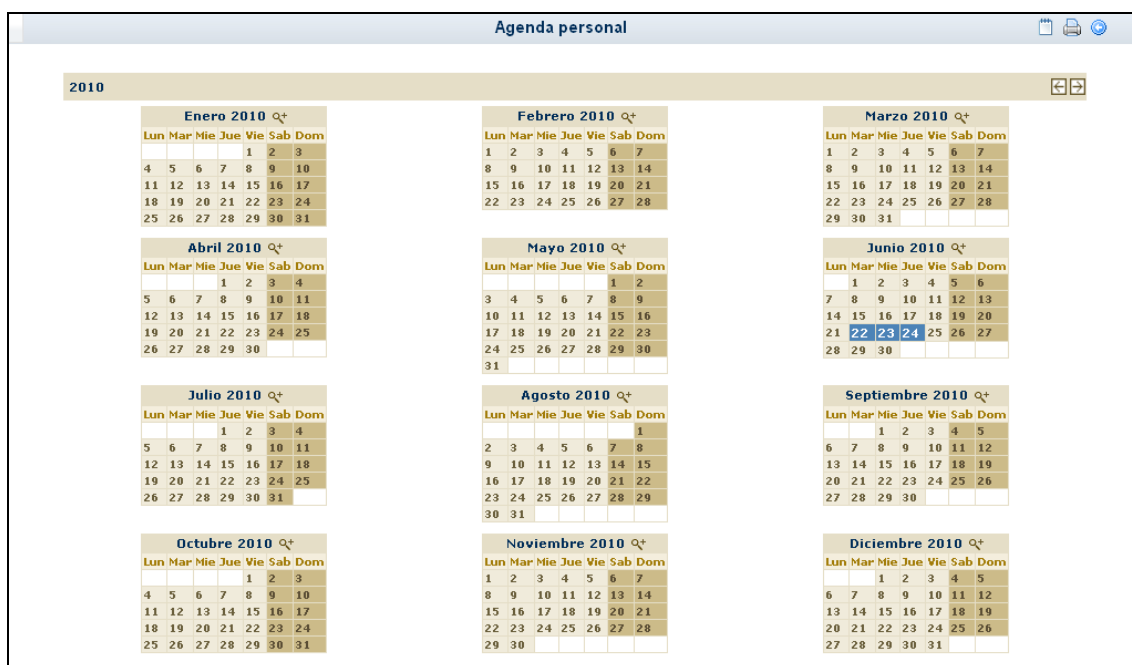 Agenda personal
2010
Enero 2010
Lun Mar Mie Jue Vie Sab Dom
1 2 3
4 5 6 7 8 9 10
11 12 13 14 15 16 17
18 19 20 21 22 23 24
25 26 27 28 29 30 31
Febrero 2010
Lun Mar Mie Jue Vie Sab Dom
1 2 3 4 5 6 7
8 9 10 11 12 13 14
15 16 17 18 19 20 21
22 23 24 25 26 27 28
Marzo 2010
Lun Mar Mie Jue Vie Sab Dom
1 2 3 4 5 6 7
8 9 10 11 12 13 14
15 16 17 18 19 20 21
22 23 24 25 26 27 28
29 30 31
Abril 2010
Lun Mar Mie Jue Vie Sab Dom
1 2 3 4
5 6 7 8 9 10 11
12 13 14 15 16 17 18
19 20 21 22 23 24 25
26 27 28 29 30
Mayo 2010
Lun Mar Mie Jue Vie Sab Dom
1 2
3 4 5 6 7 8 9
10 11 12 13 14 15 16
17 18 19 20 21 22 23
24 25 26 27 28 29 30
31
Junio 2010
Lun Mar Mie Jue Vie Sab Dom
1 2 3 4 5 6
7 8 9 10 11 12 13
14 15 16 17 18 19 20
21 22 23 24 25 26 27
28 29 30
Julio 2010
Lun Mar Mie Jue Vie Sab Dom
1 2 3 4
5 6 7 8 9 10 11
12 13 14 15 16 17 18
19 20 21 22 23 24 25
26 27 28 29 30 31
Agosto 2010
Lun Mar Mie Jue Vie Sab Dom
1
2 3 4 5 6 7 8
9 10 11 12 13 14 15
16 17 18 19 20 21 22
23 24 25 26 27 28 29
30 31
Septiembre 2010
Lun Mar Mie Jue Vie Sab Dom
1 2 3 4 5
6 7 8 9 10 11 12
13 14 15 16 17 18 19
20 21 22 23 24 25 26
27 28 29 30
Octubre 2010
Lun Mar Mie Jue Vie Sab Dom
1 2 3
4 5 6 7 8 9 10
11 12 13 14 15 16 17
18 19 20 21 22 23 24
25 26 27 28 29 30 31
Noviembre 2010
Lun Mar Mie Jue Vie Sab Dom
1 2 3 4 5 6 7
8 9 10 11 12 13 14
15 16 17 18 19 20 21
22 23 24 25 26 27 28
29 30
Diciembre 2010
Lun Mar Mie Jue Vie Sab Dom
1 2 3 4 5
6 7 8 9 10 11 12
13 14 15 16 17 18 19
20 21 22 23 24 25 26
27 28 29 30 31